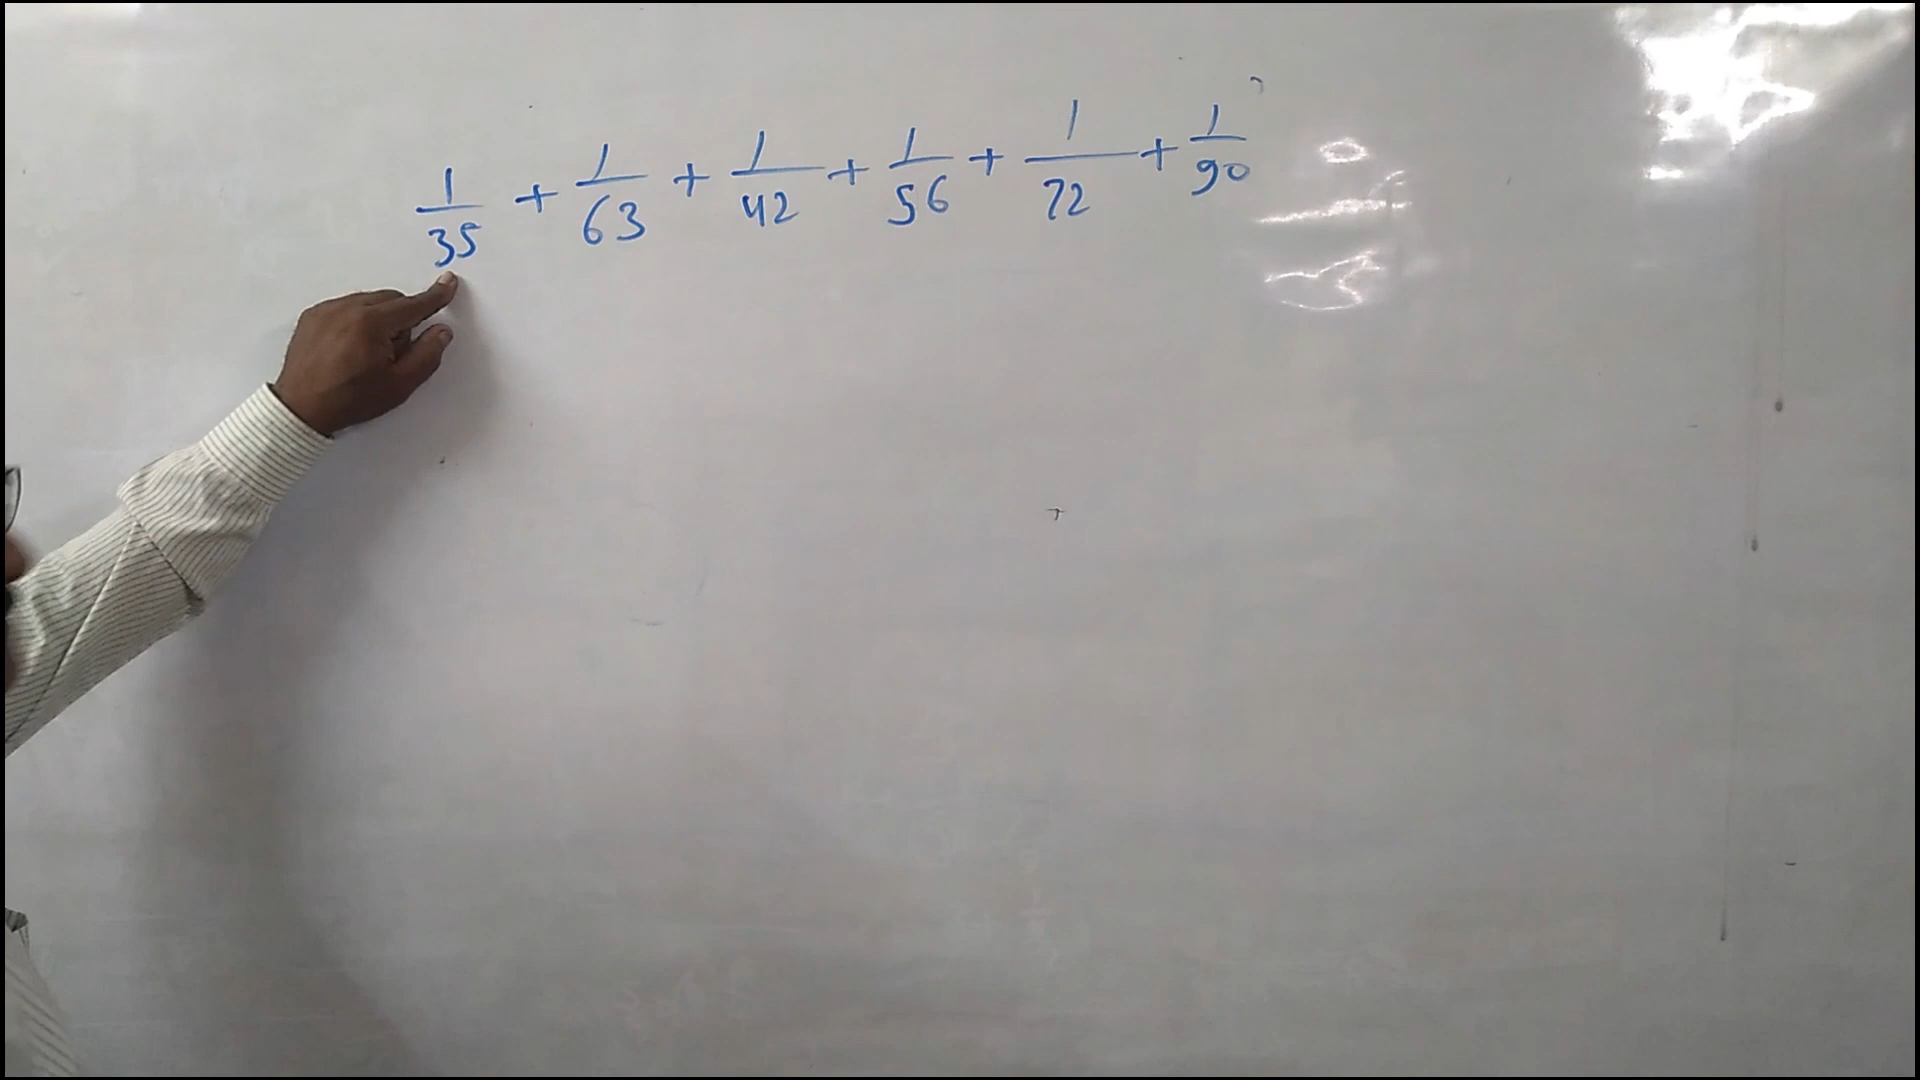 1/35 + 1/63 + 1/42 + 1/56 + 1/72 + 1/90